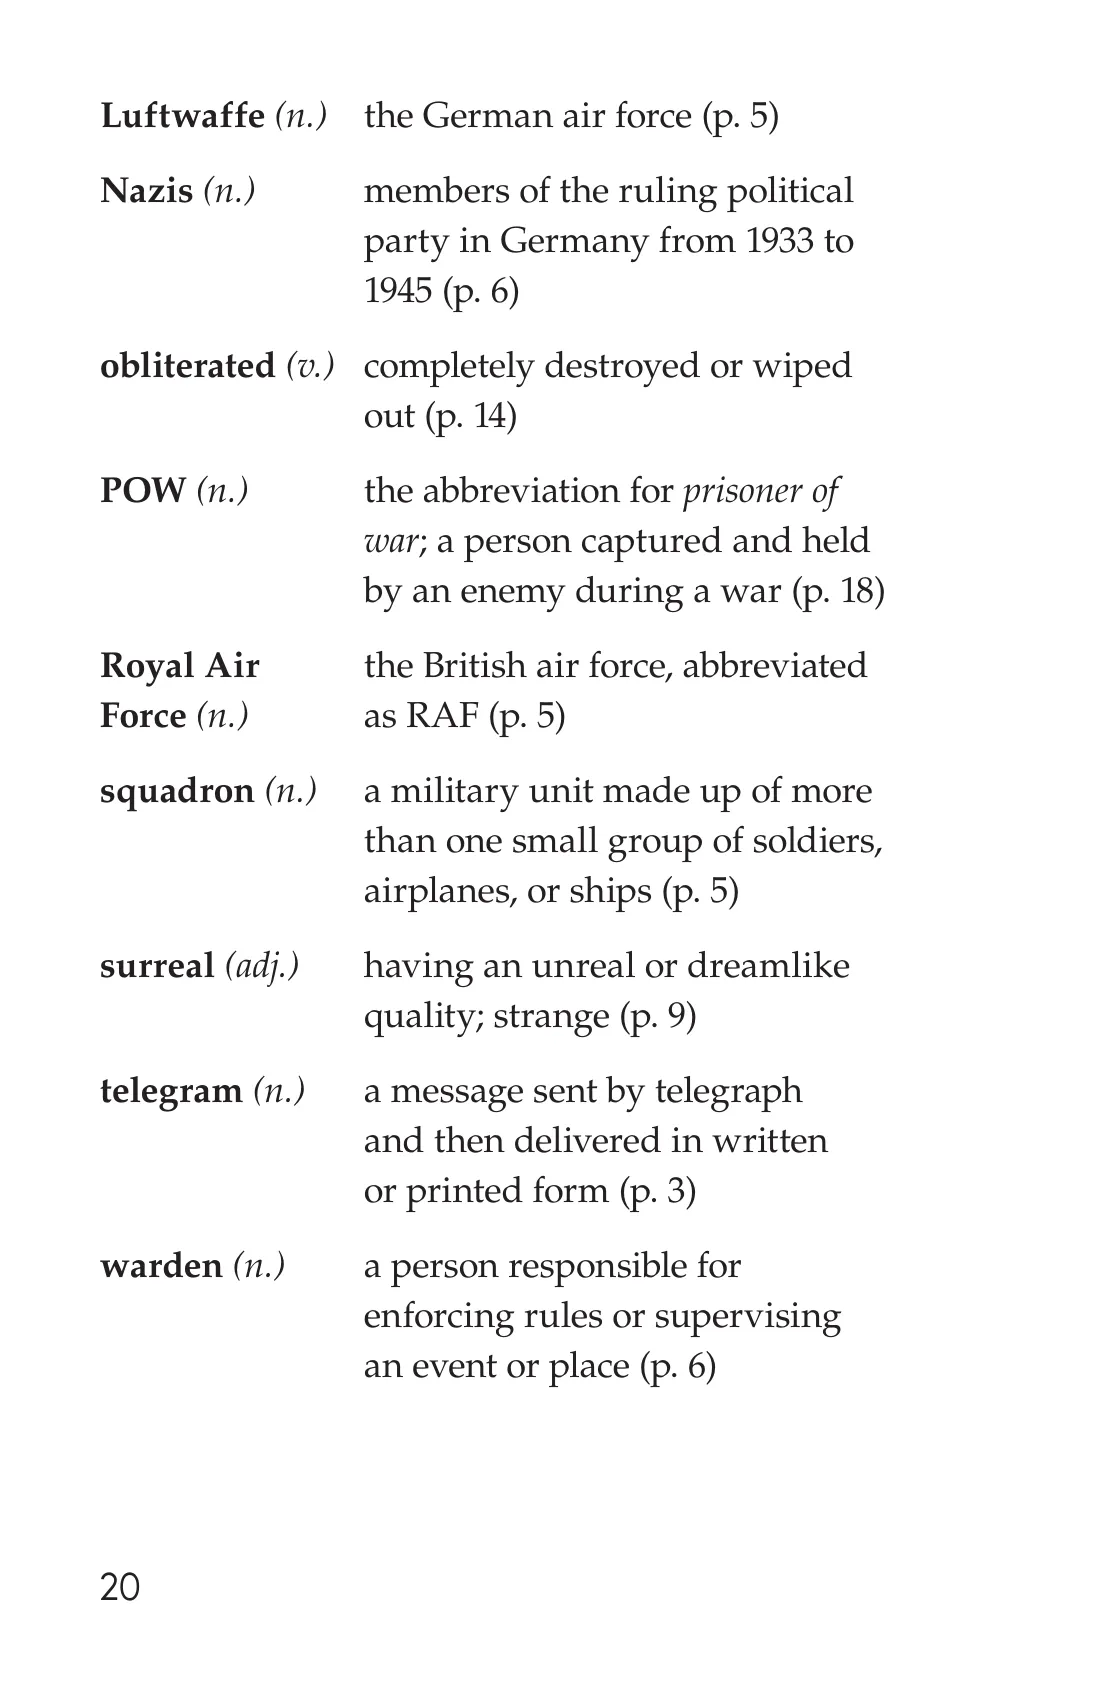 Luftwaffe (n.) the German air force (p. 5)
Nazis (n.) members of the ruling political
party in Germany from 1933 to
1945 (p. 6)
obliterated (v.) completely destroyed or wiped
out (p. 14)
POW (n.) the abbreviation for prisoner of
war; a person captured and held
by an enemy during a war (p. 18)
Royal Air the British air force, abbreviated
Force (n.) as RAF (p. 5)
squadron (n.) a military unit made up of more
than one small group of soldiers,
airplanes, or ships (p. 5)
surreal (adj.) having an unreal or dreamlike
quality; strange (p. 9)
telegram (n.) a message sent by telegraph
and then delivered in written
or printed form (p. 3)
warden (n.) a person responsible for
enforcing rules or supervising
an event or place (p. 6)
20